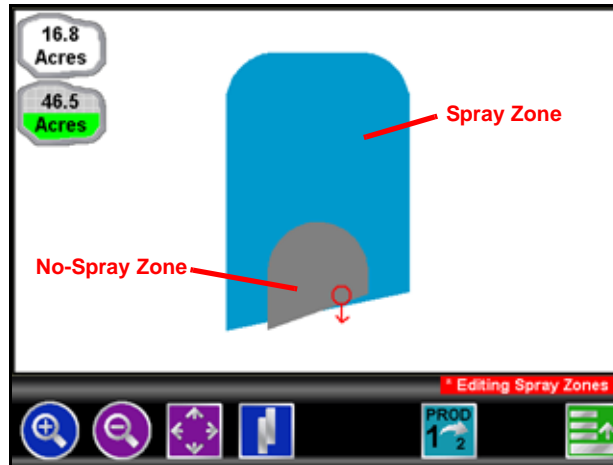 16.8
Acres
46.5
Acres
Spray Zone
No-Spray Zone
* Editing Spray Zones
PROD
1 2